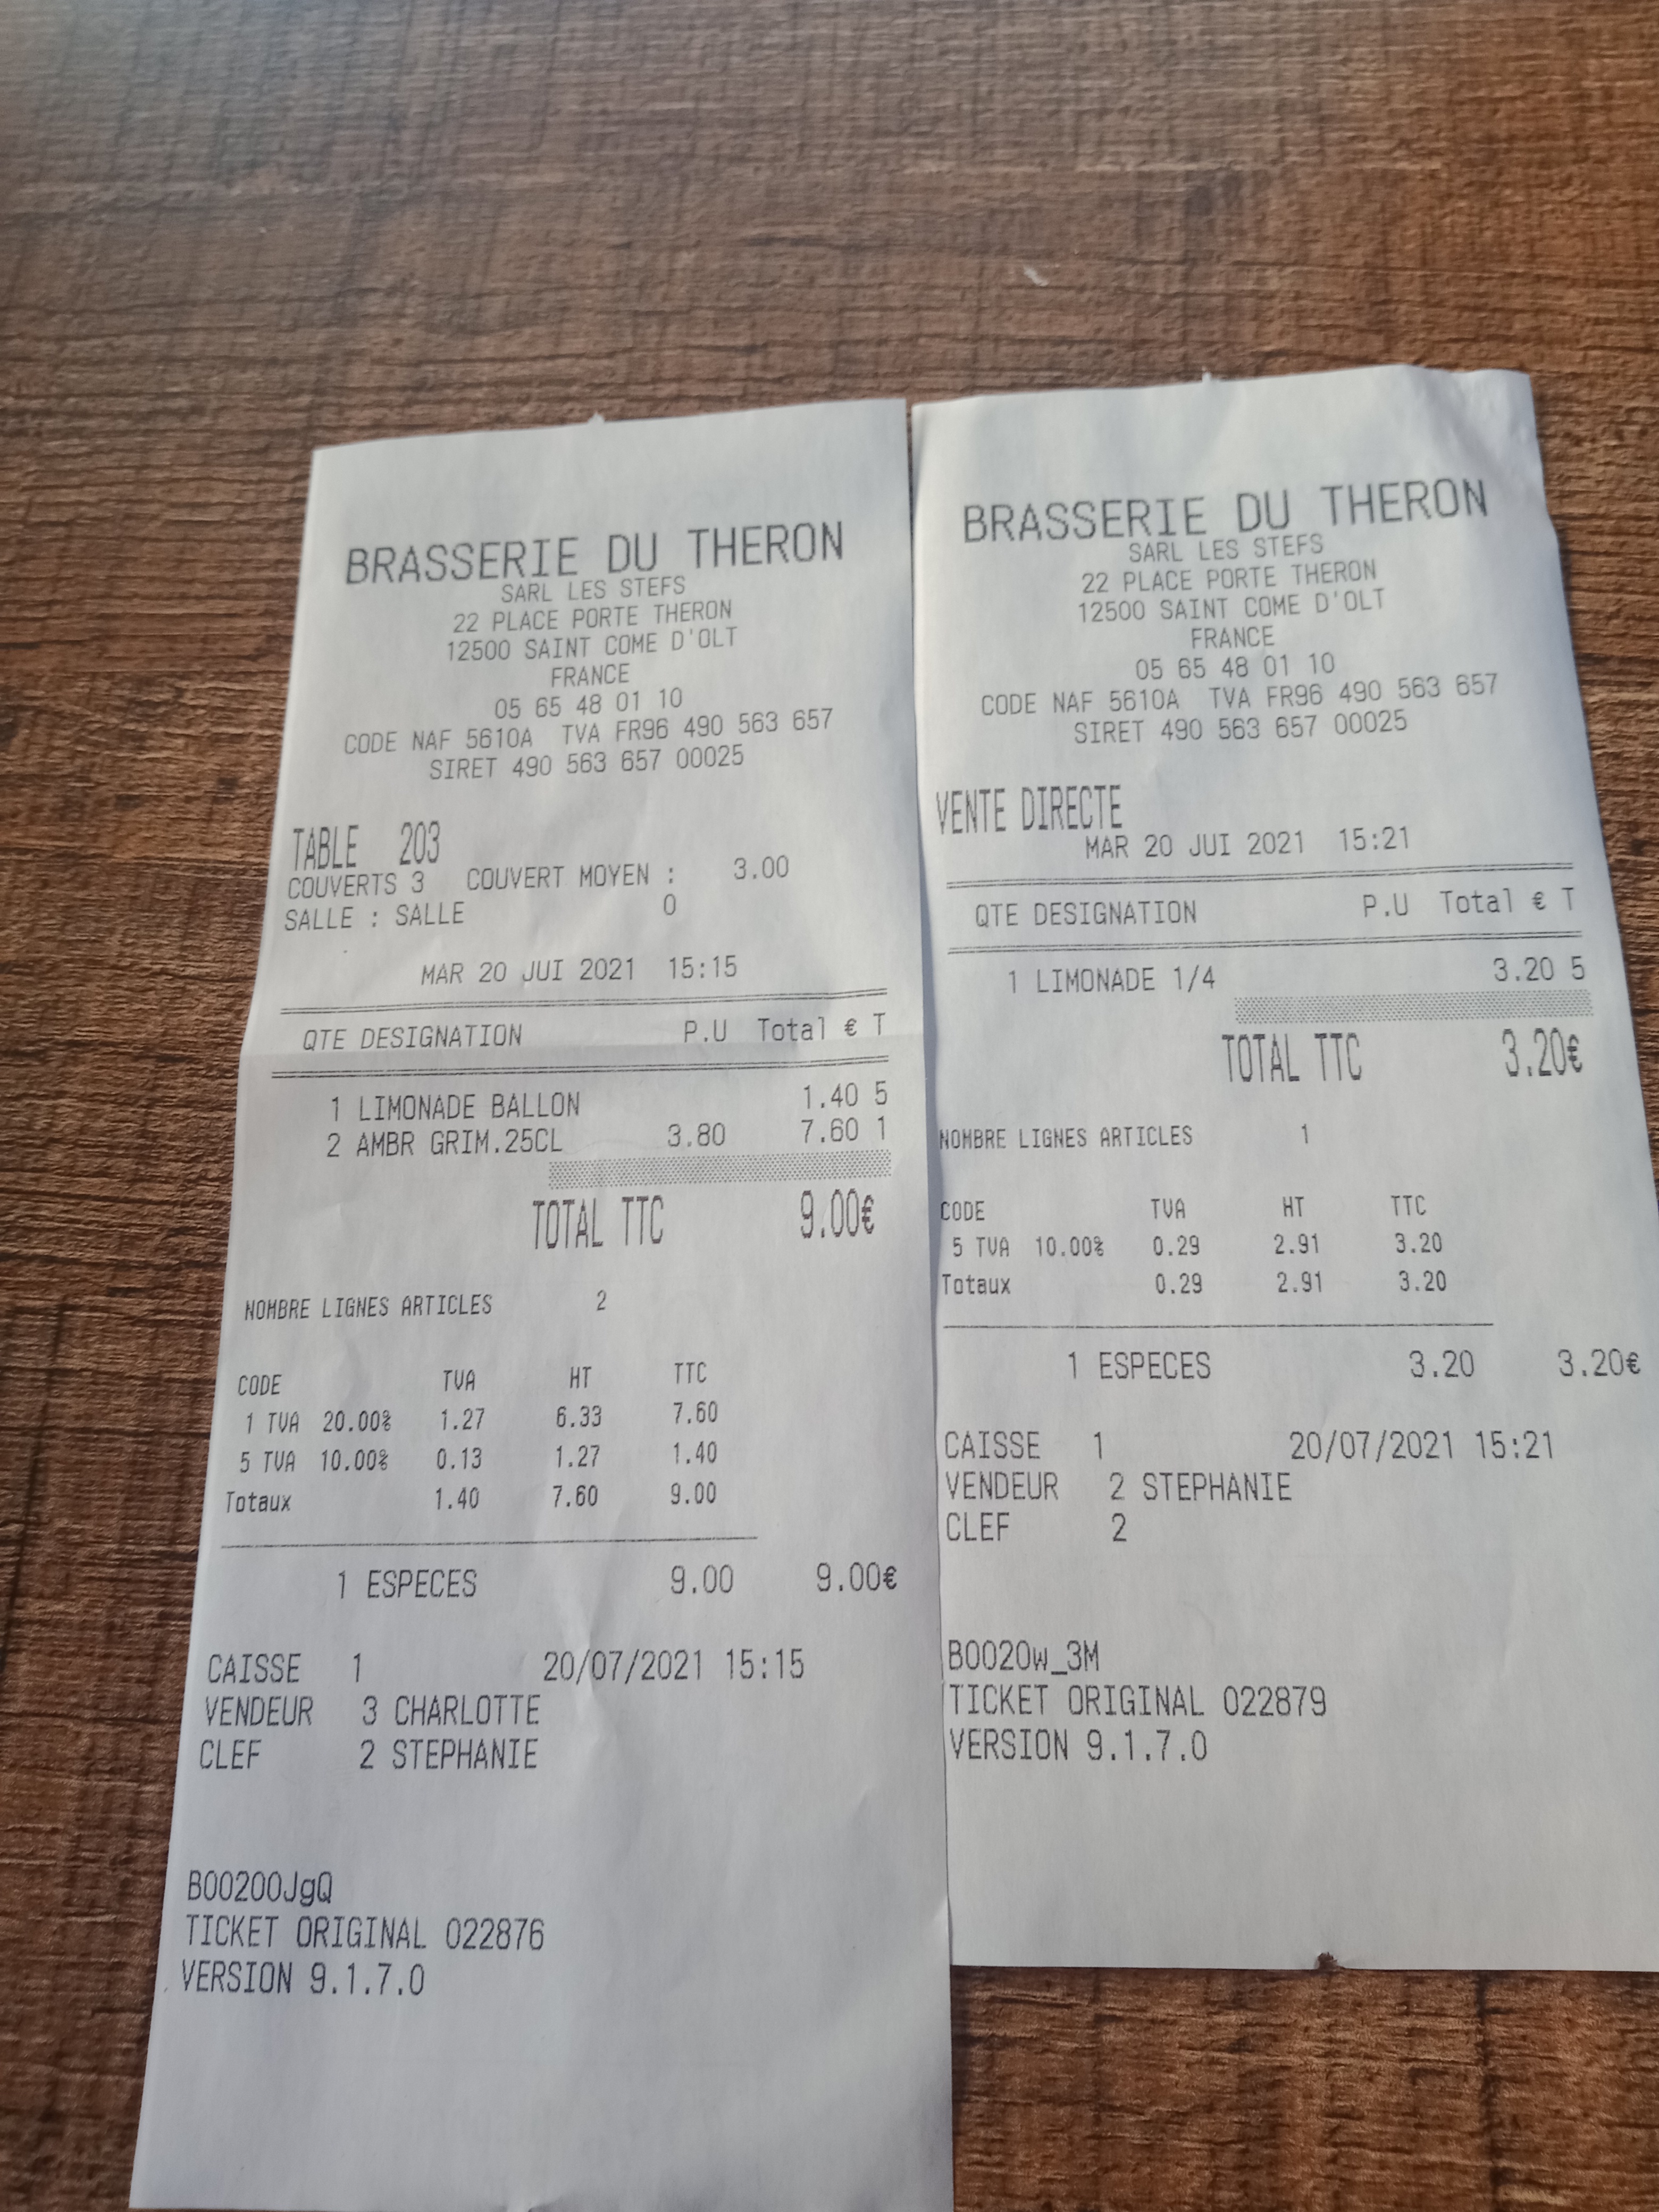 BRASSERIE DU THERON
SARL LES STEFS
22 PLACE PORTE THERON
12500 SAINT COME D'OLT
FRANCE
05 65 48 01 10
CODE NAF 5610A TVA FR96 490 563 657
SIRET 490 563 657 00025
TABLE 203
COUVERTS 3 COUVERT MOYEN : 3.00
SALLE : SALLE 0
MAR 20 JUI 2021 15:15
QTE DESIGNATION P.U Total € T
1 LIMONADE BALLON 1.40 5
2 AMBR GRIM.25CL 3.80 7.60 1
TOTAL TTC 9.00€
NOMBRE LIGNES ARTICLES 2
CODE TVA HT TTC
1 TVA 20.00% 1.27 6.33 7.60
5 TVA 10.00% 0.13 1.27 1.40
Totaux 1.40 7.60 9.00
1 ESPECES 9.00 9.00€
CAISSE 1 20/07/2021 15:15
VENDEUR 3 CHARLOTTE
CLEF 2 STEPHANIE
B00200JgQ
TICKET ORIGINAL 022876
VERSION 9.1.7.0
BRASSERIE DU THERON
SARL LES STEFS
22 PLACE PORTE THERON
12500 SAINT COME D'OLT
FRANCE
05 65 48 01 10
CODE NAF 5610A TVA FR96 490 563 657
SIRET 490 563 657 00025
VENTE DIRECTE
MAR 20 JUI 2021 15:21
QTE DESIGNATION P.U Total € T
1 LIMONADE 1/4 3.20 5
TOTAL TTC 3.20€
NOMBRE LIGNES ARTICLES 1
CODE TVA HT TTC
5 TVA 10.00% 0.29 2.91 3.20
Totaux 0.29 2.91 3.20
1 ESPECES 3.20 3.20€
CAISSE 1 20/07/2021 15:21
VENDEUR 2 STEPHANIE
CLEF 2
B0020w_3M
TICKET ORIGINAL 022879
VERSION 9.1.7.0